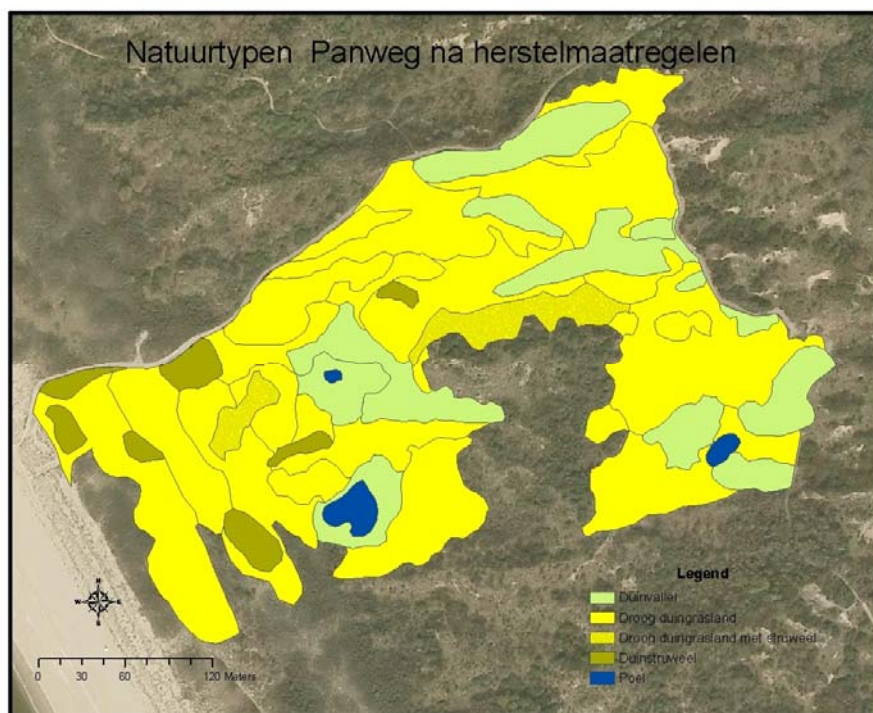 Natuurtypen Panweg na herstelmaatregelen
Legend
Duinvallei
Droog duingrasland
Droog duingrasland met struweel
Duinstruweel
Poel
N
W E
S
0 30 60 120 Meters